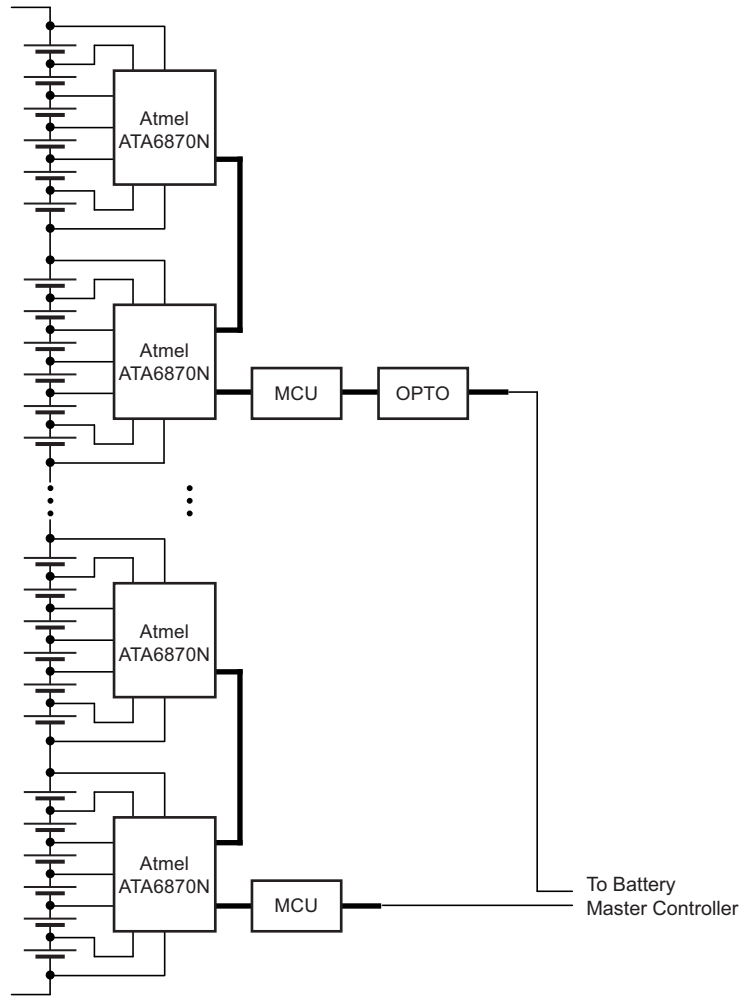 Atmel
ATA6870N
Atmel
ATA6870N
MCU
OPTO
Atmel
ATA6870N
Atmel
ATA6870N
MCU
To Battery
Master Controller